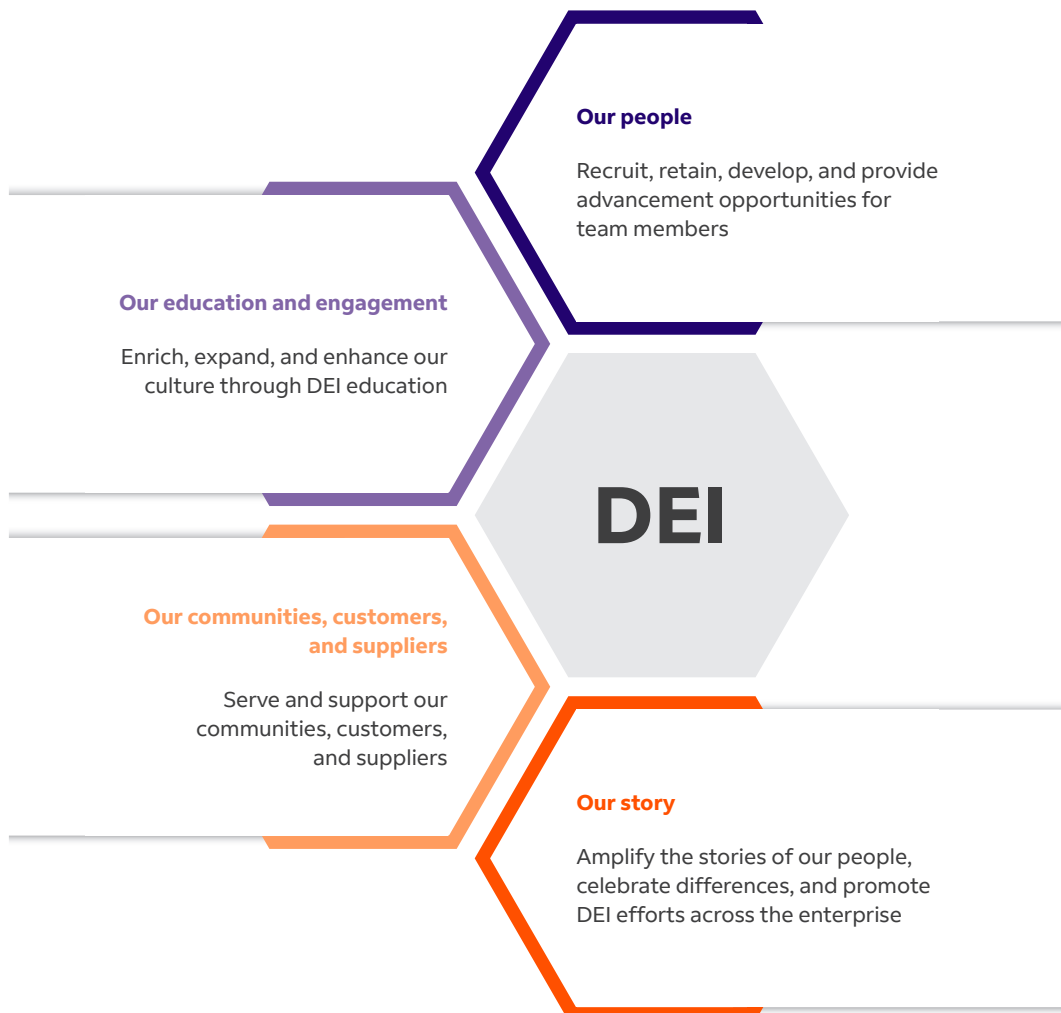 Our people
Recruit, retain, develop, and provide
advancement opportunities for
team members
Our education and engagement
Enrich, expand, and enhance our
culture through DEI education
DEI
Our communities, customers,
and suppliers
Serve and support our
communities, customers,
and suppliers
Our story
Amplify the stories of our people,
celebrate differences, and promote
DEI efforts across the enterprise